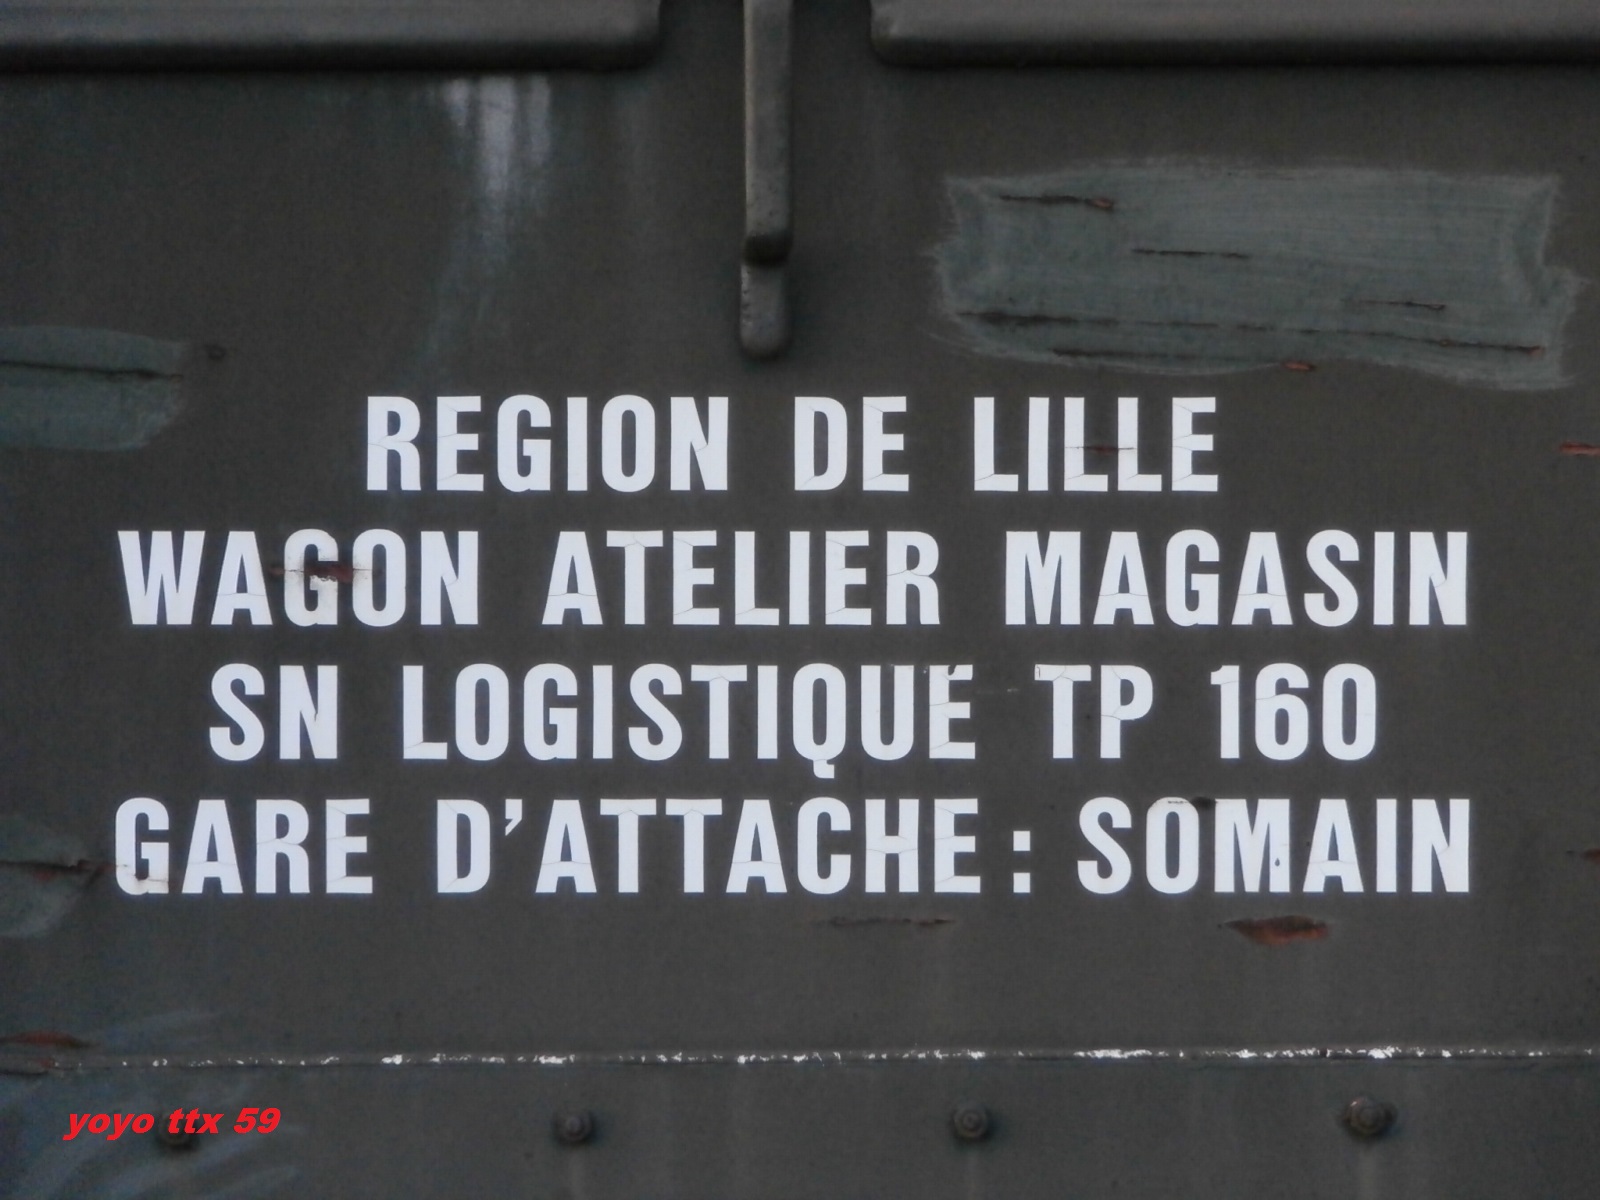 REGION DE LILLE
WAGON ATELIER MAGASIN
SN LOGISTIQUE TP 160
GARE D'ATTACHE : SOMAIN
yoyo ttx 59